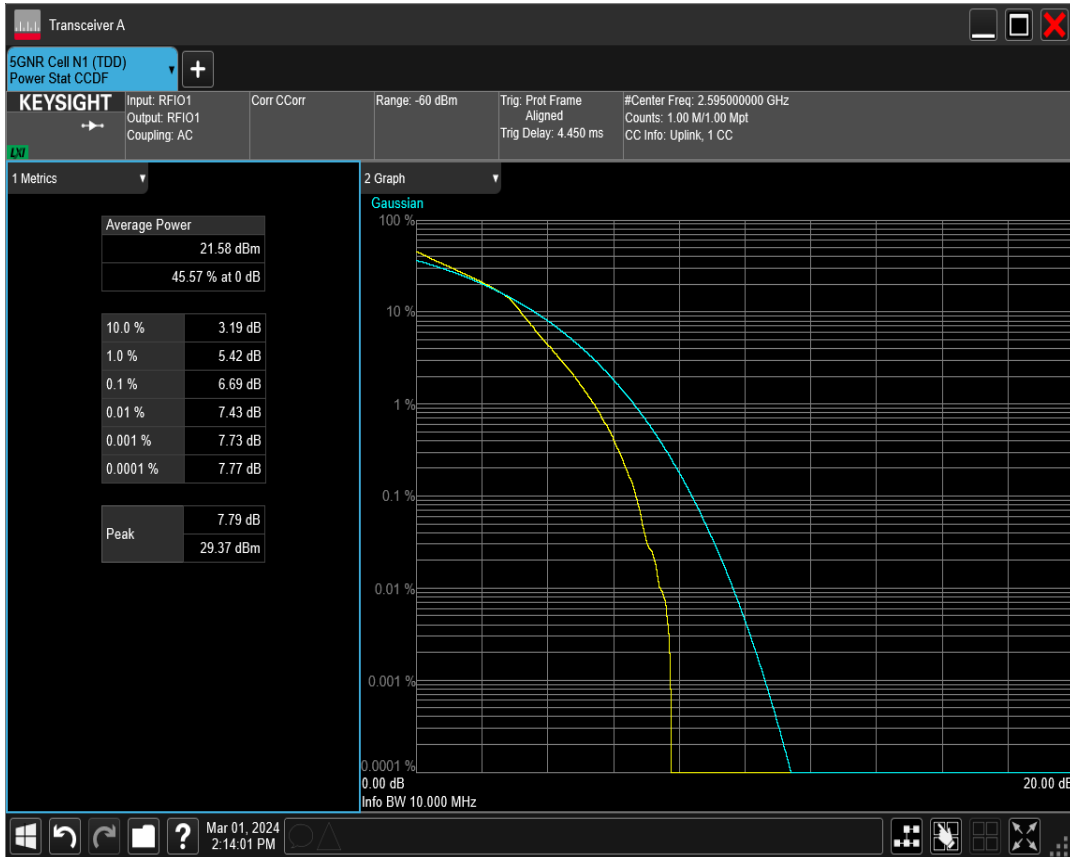 Transceiver A
5GNR Cell N1 (TDD)
Power Stat CCDF
KEYSIGHT
LXI
Input: RFIO1
Output: RFIO1
Coupling: AC
Corr CCorr
Range: -60 dBm
Trig: Prot Frame
Aligned
Trig Delay: 4.450 ms
#Center Freq: 2.595000000 GHz
Counts: 1.00 M/1.00 Mpt
CC Info: Uplink, 1 CC
1 Metrics
Average Power
21.58 dBm
45.57 % at 0 dB
10.0 % 3.19 dB
1.0 % 5.42 dB
0.1 % 6.69 dB
0.01 % 7.43 dB
0.001 % 7.73 dB
0.0001 % 7.77 dB
Peak
7.79 dB
29.37 dBm
2 Graph
Gaussian
100 %
10 %
1 %
0.1 %
0.01 %
0.001 %
0.0001 %
0.00 dB 20.00 dB
Info BW 10.000 MHz
?
Mar 01, 2024
2:14:01 PM